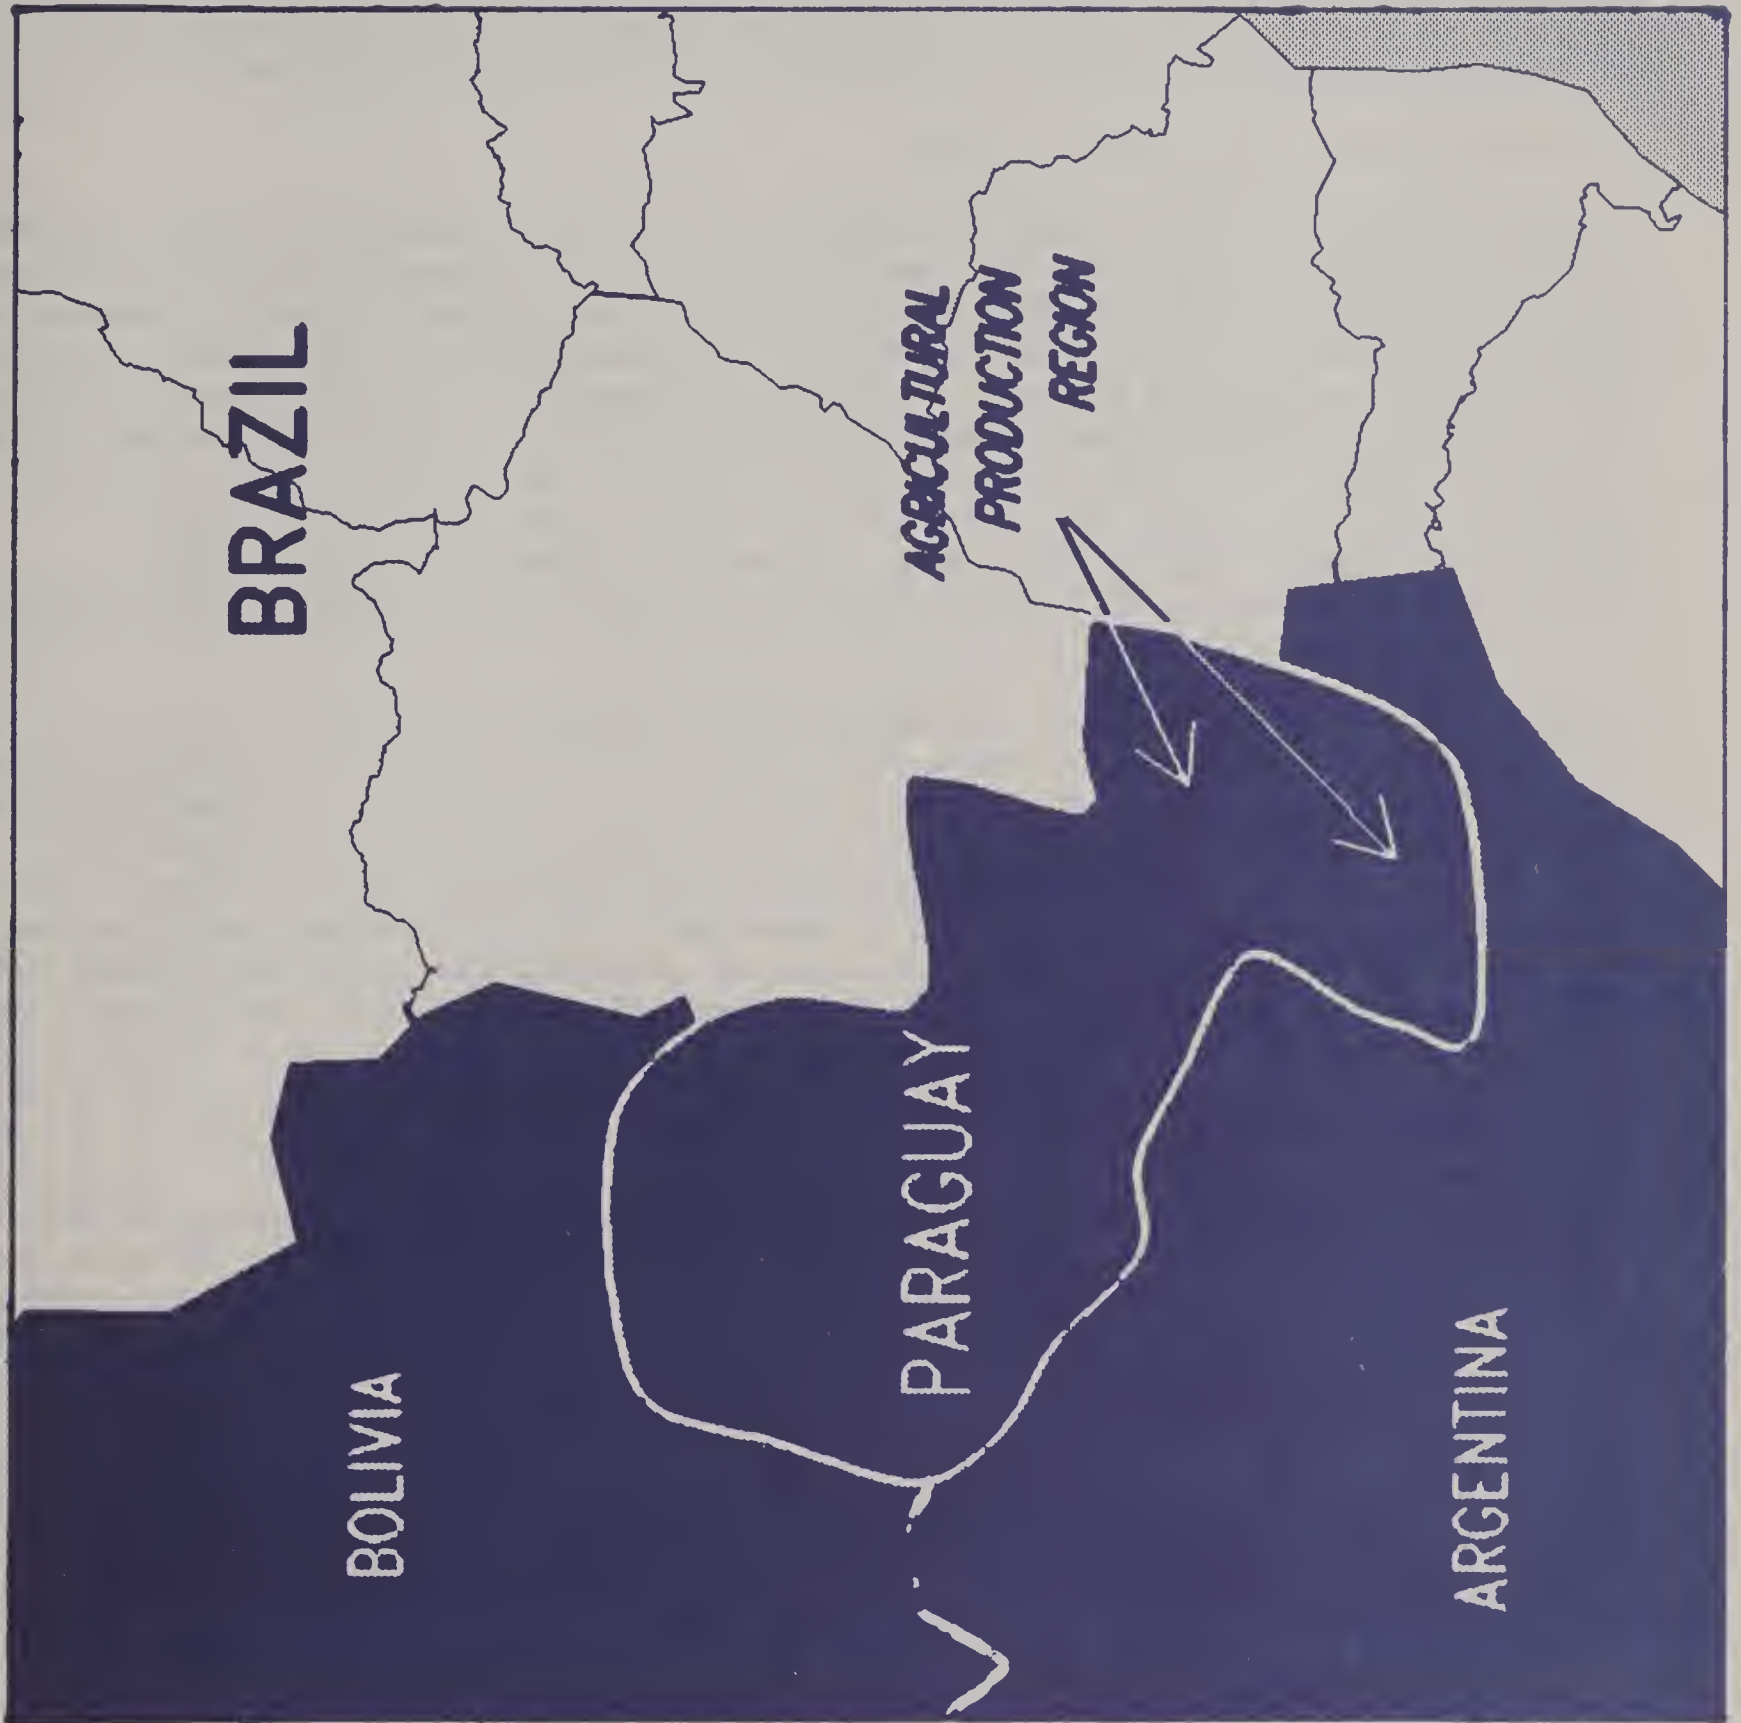 BRAZIL
AGRICULTURAL
PRODUCTION
REGION
BOLIVIA
PARAGUAY
ARGENTINA